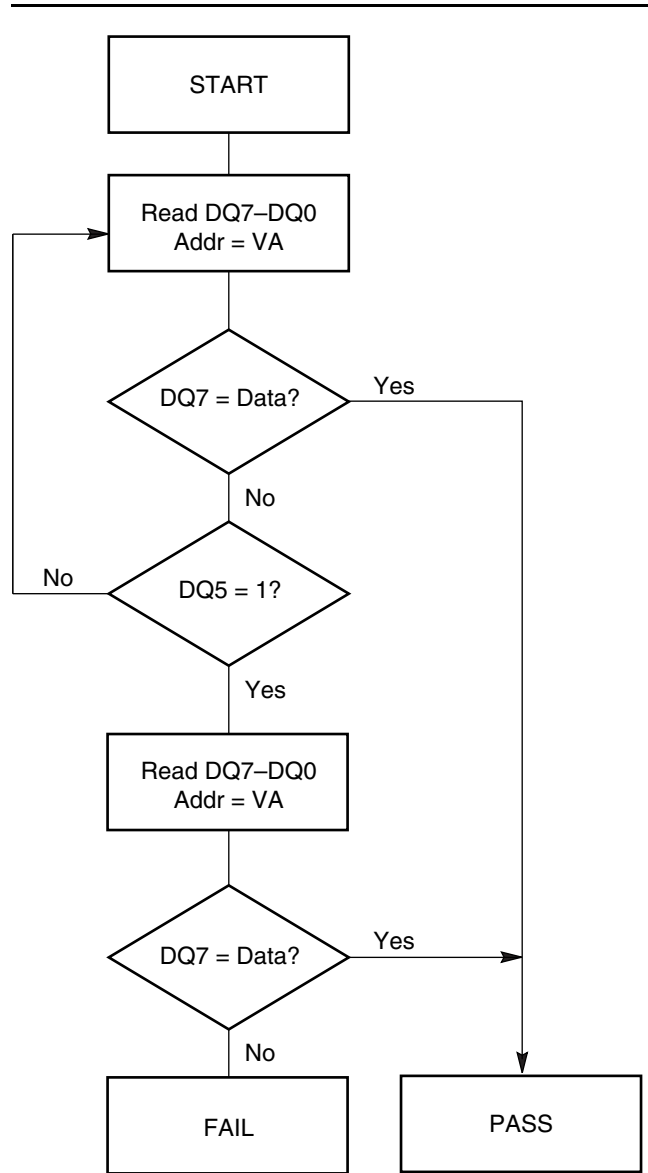 START
Read DQ7–DQ0
Addr = VA
DQ7 = Data?
Yes
No
No
DQ5 = 1?
Yes
Read DQ7–DQ0
Addr = VA
DQ7 = Data?
Yes
No
FAIL
PASS